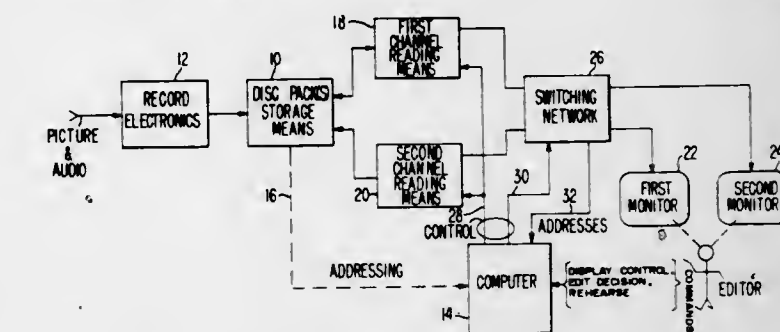 18
FIRST
CHANNEL
READING
MEANS
12
RECORD
ELECTRONICS
10
DISC PACK(S)
STORAGE
MEANS
26
SWITCHING
NETWORK
PICTURE
&
AUDIO
SECOND
CHANNEL
READING
MEANS
20
22
FIRST
MONITOR
SECOND
MONITOR
16
28
30
32
CONTROL
ADDRESSES
ADDRESSING
COMPUTER
14
DISPLAY CONTROL,
EDIT DECISION,
REHEARSE
COMMANDS
EDITOR